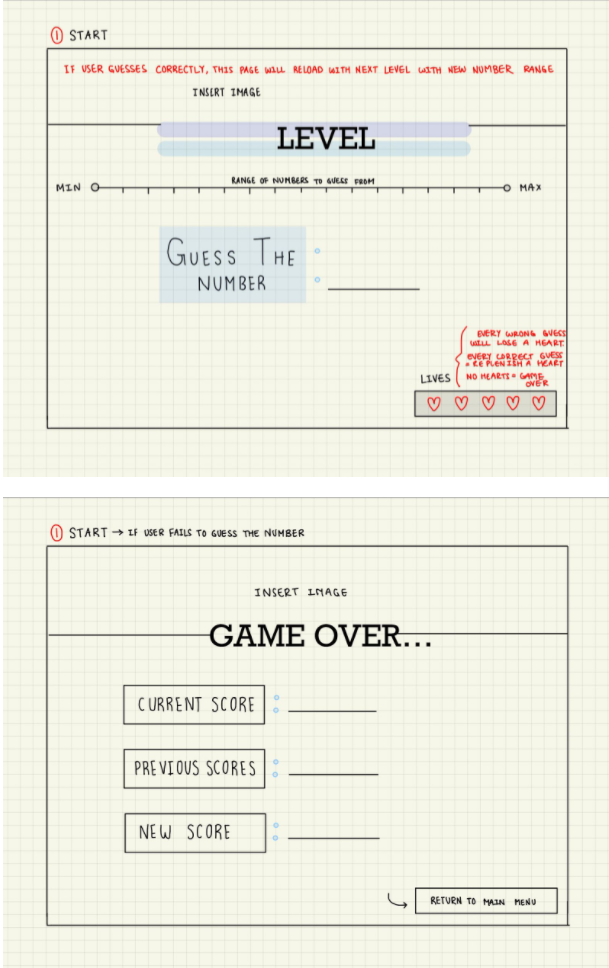 ① START
IF USER GUESSES CORRECTLY, THIS PAGE WILL RELOAD WITH NEXT LEVEL WITH NEW NUMBER RANGE
INSERT IMAGE
LEVEL
RANGE OF NUMBERS TO GUESS FROM
MIN MAX
GUESS THE
NUMBER :
EVERY WRONG GUESS
WILL LOSE A HEART
EVERY CORRECT GUESS
= REPLENISH A HEART
NO HEARTS = GAME
OVER
LIVES
① START → IF USER FAILS TO GUESS THE NUMBER
INSERT IMAGE
GAME OVER...
CURRENT SCORE :
PREVIOUS SCORES :
NEW SCORE :
RETURN TO MAIN MENU